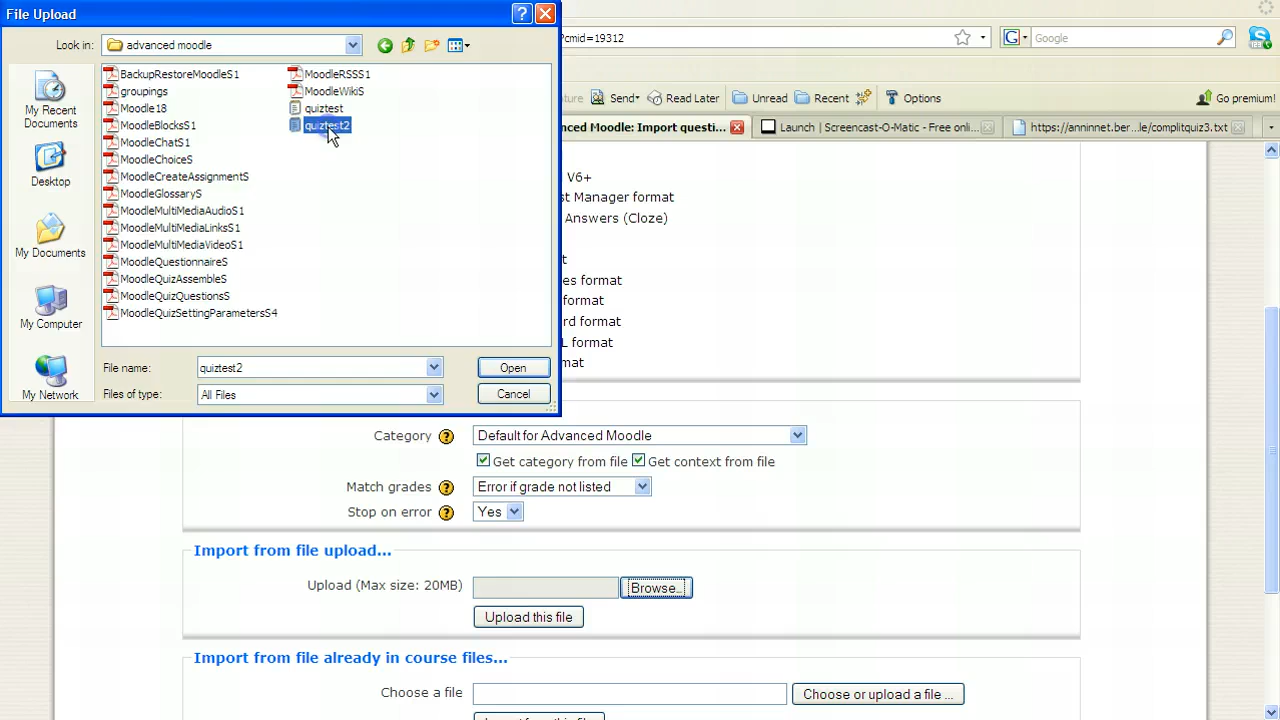 File Upload
?cmid=19312
Google
Look in: advanced moodle
BackupRestoreMoodleS1
groupings
Moodle18
MoodleBlocksS1
MoodleChatS1
MoodleChoiceS
MoodleCreateAssignmentS
MoodleGlossaryS
MoodleMultiMediaAudioS1
MoodleMultiMediaLinksS1
MoodleMultiMediaVideoS1
MoodleQuestionnaireS
MoodleQuizAssembleS
MoodleQuizQuestionsS
MoodleQuizSettingParametersS4
MoodleRSSS1
MoodleWikiS
quiztest
quiztest2
My Recent
Documents
Desktop
My Documents
My Computer
My Network
File name: quiztest2 Open
Files of type: All Files Cancel
ture Send Read Later Unread Recent Options Go premium!
nced Moodle: Import questi... Launch | Screencast-O-Matic - Free onli... https://anninnet.ber...le/complitquiz3.txt
V6+
st Manager format
Answers (Cloze)
t
es format
format
rd format
L format
mat
Category Default for Advanced Moodle
Get category from file Get context from file
Match grades Error if grade not listed
Stop on error Yes
Import from file upload...
Upload (Max size: 20MB) Browse...
Upload this file
Import from file already in course files...
Choose a file Choose or upload a file ...